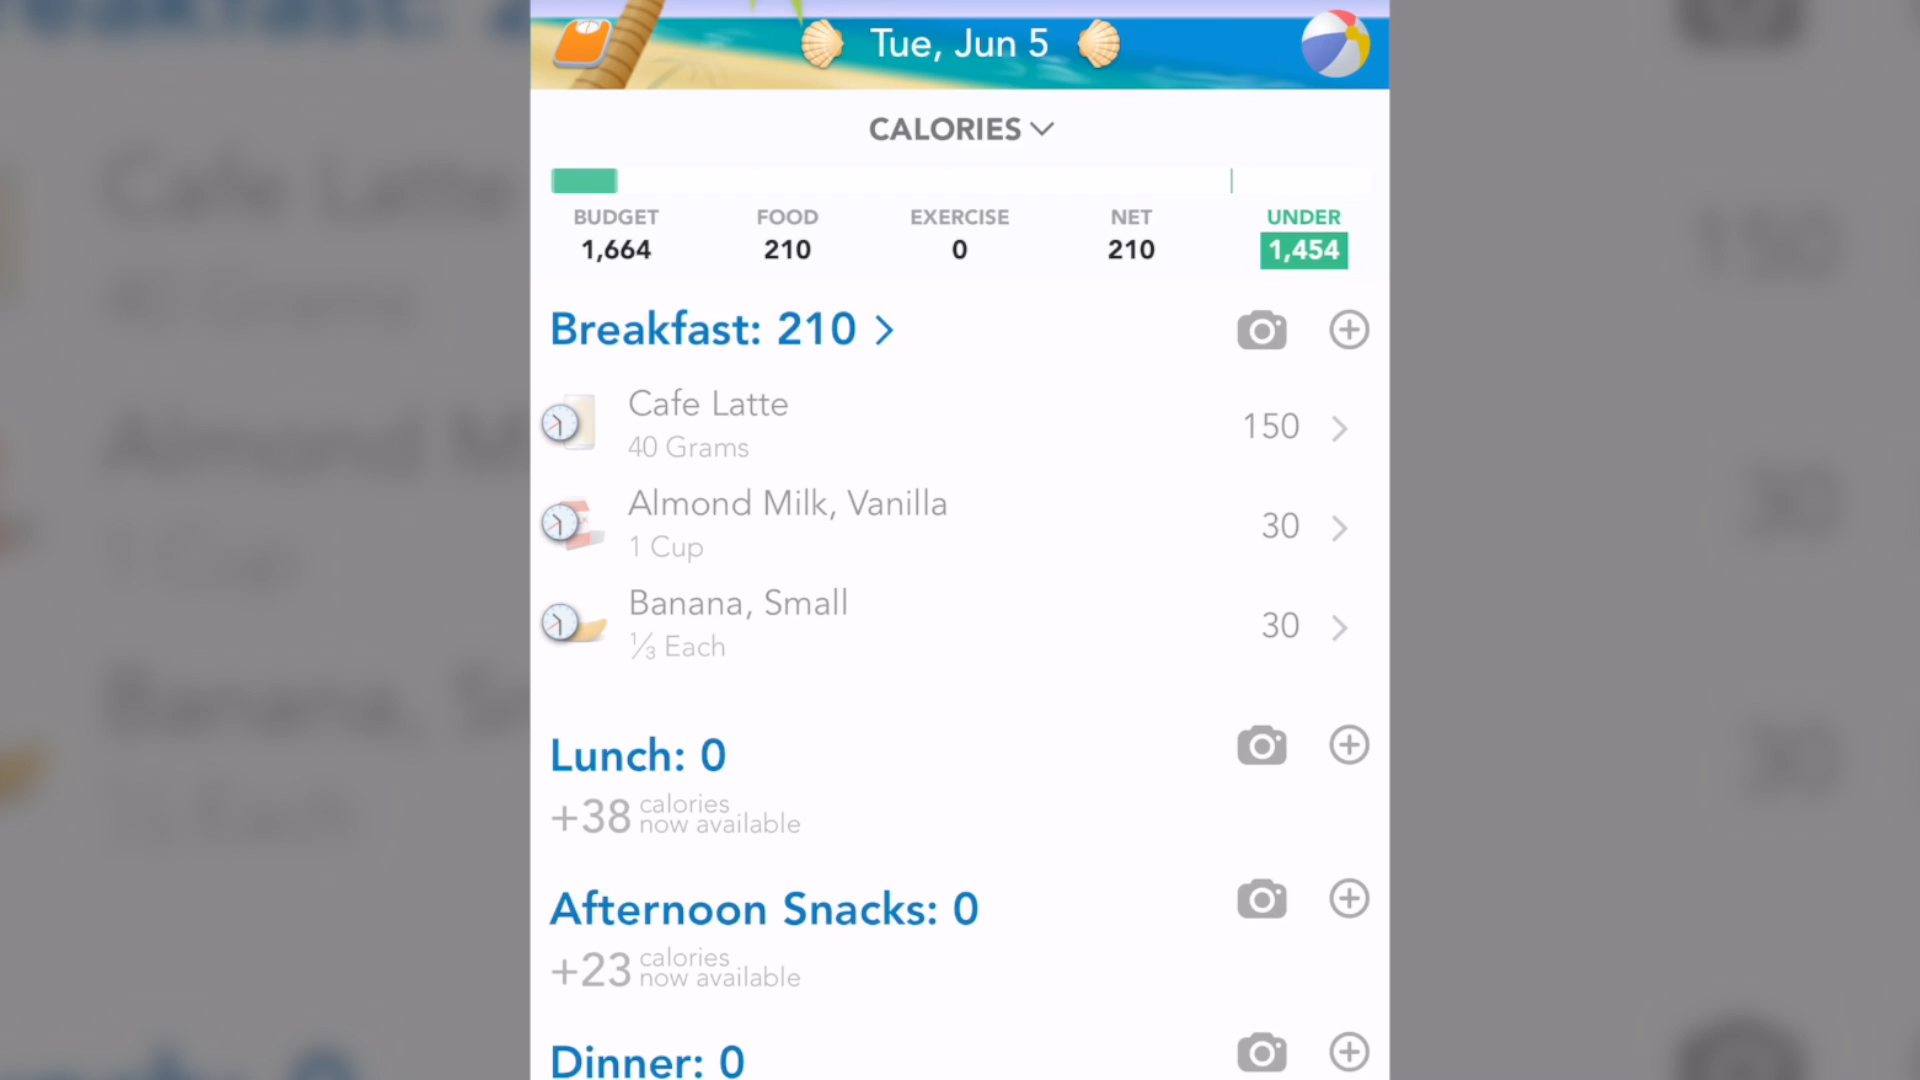 Tue, Jun 5
CALORIES
BUDGET FOOD EXERCISE NET UNDER
1,664 210 0 210 1,454
Breakfast: 210 >
Cafe Latte
40 Grams
150
Almond Milk, Vanilla
1 Cup
30
Banana, Small
⅓ Each
30
Lunch: 0
+38 calories
now available
Afternoon Snacks: 0
+23 calories
now available
Dinner: 0